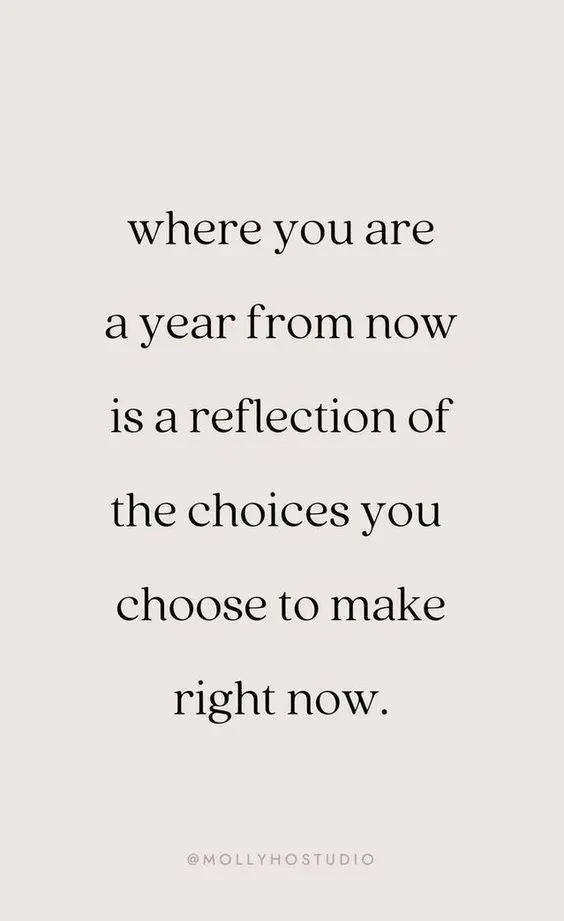 where you are
a year from now
is a reflection of
the choices you
choose to make
right now.
@MOLLYHOSTUDIO